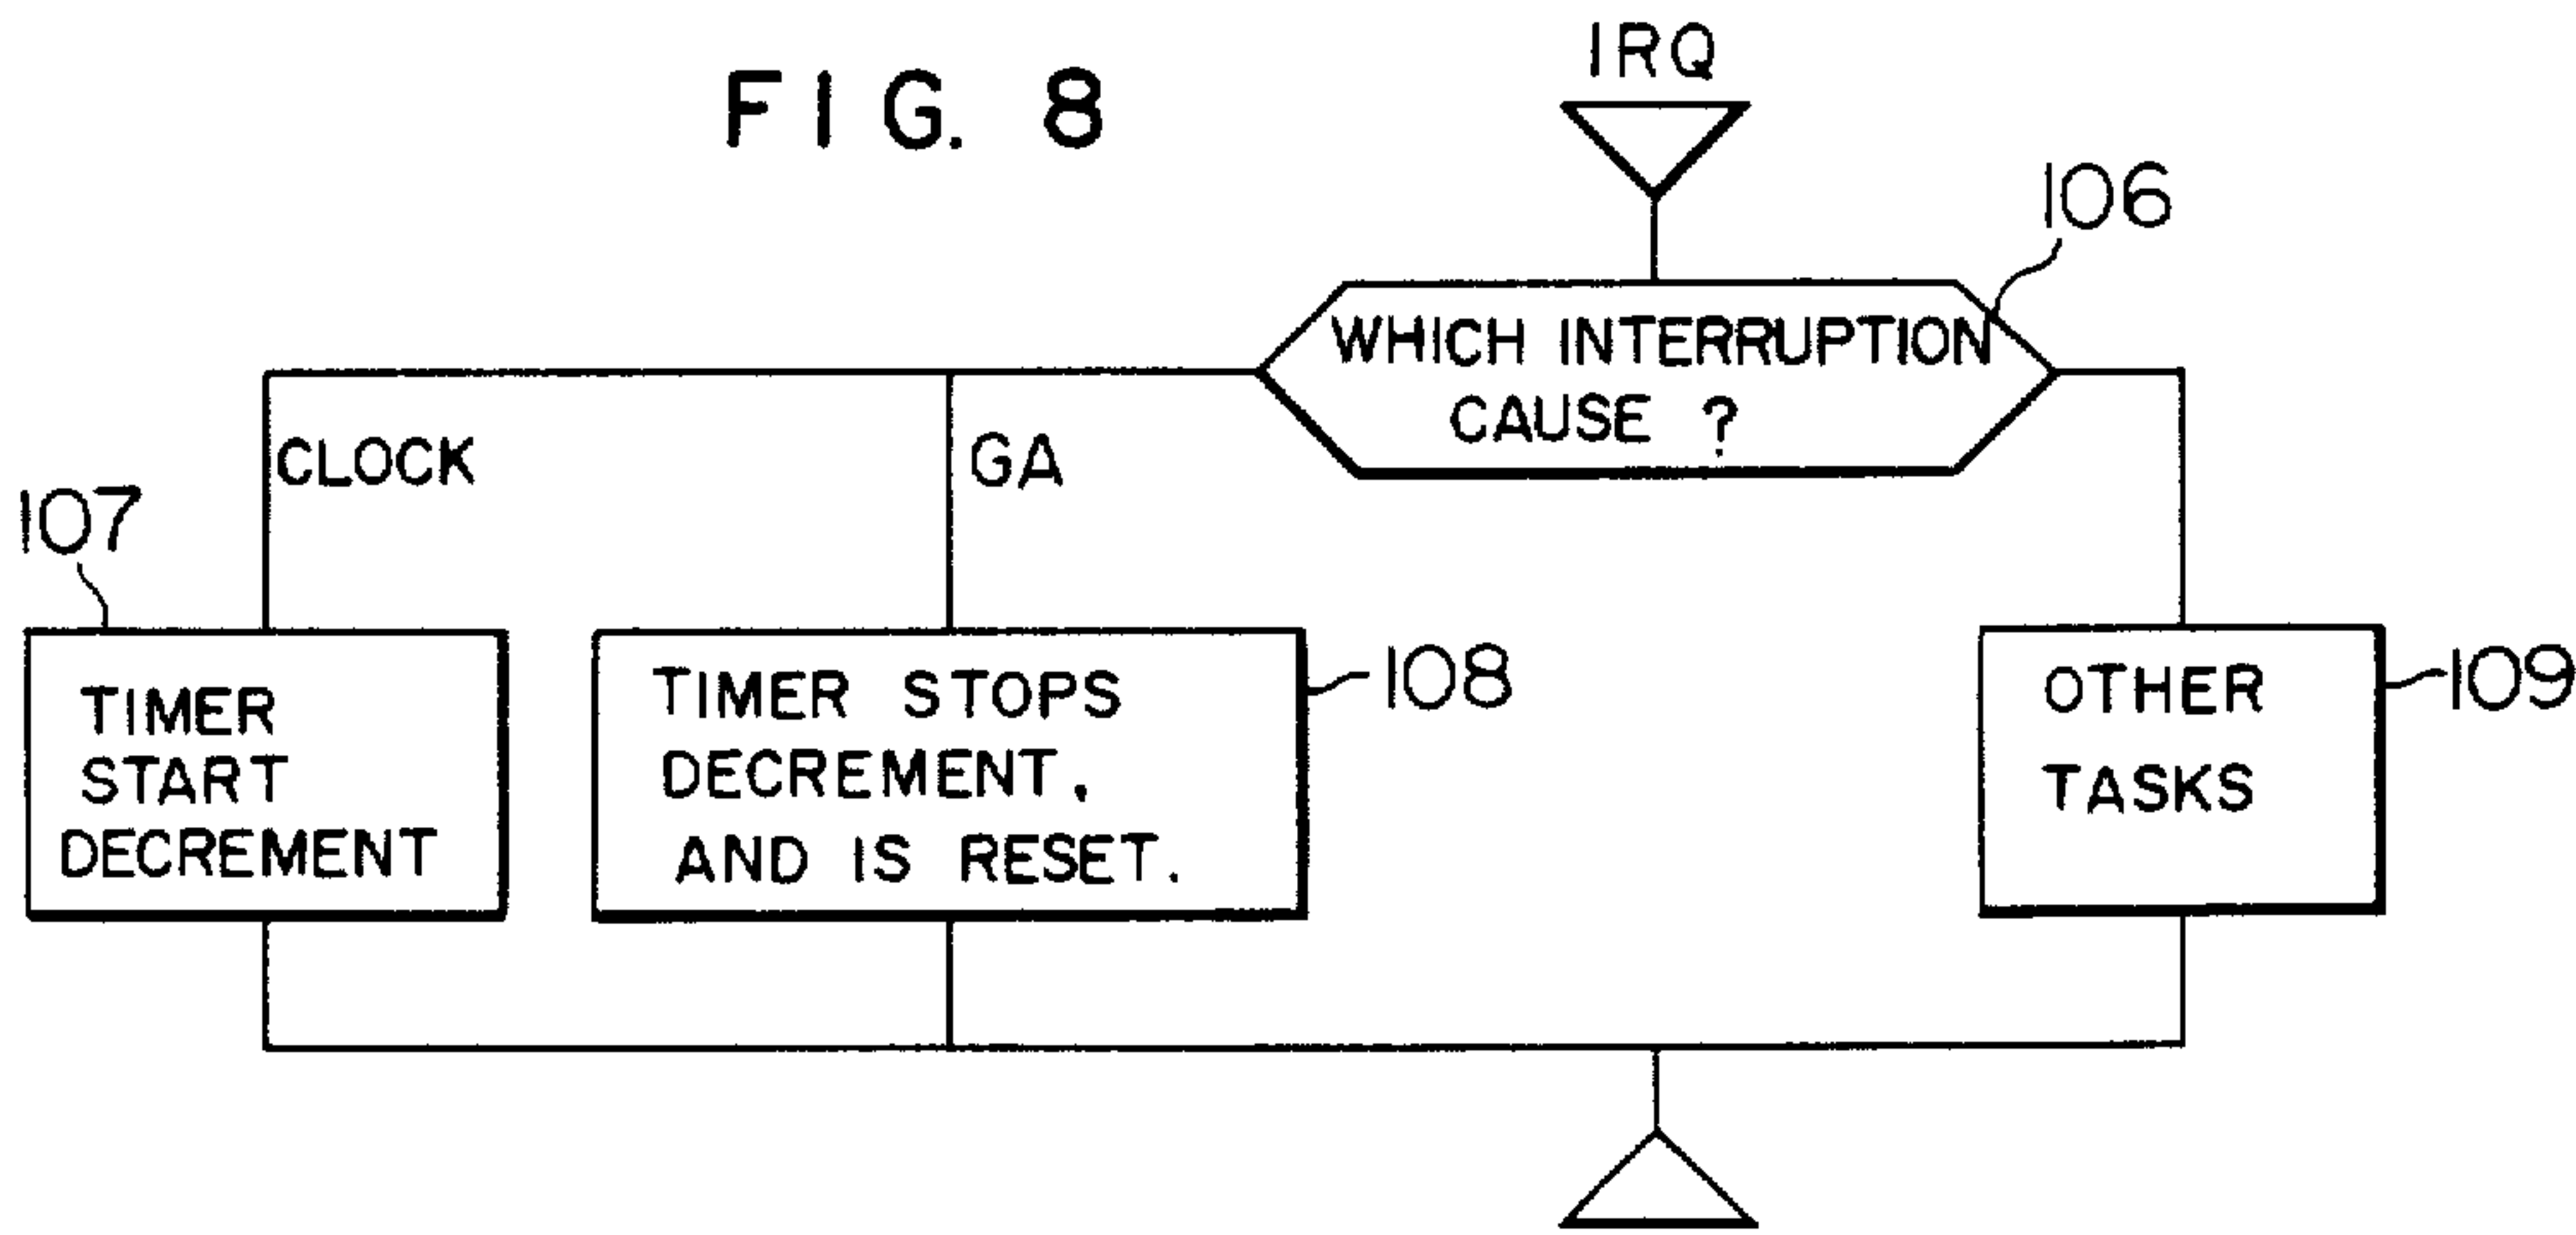 FIG. 8
IRQ
106
WHICH INTERRUPTION
CAUSE ?
CLOCK
GA
107
TIMER
START
DECREMENT
TIMER STOPS
DECREMENT,
AND IS RESET.
108
OTHER
TASKS
109